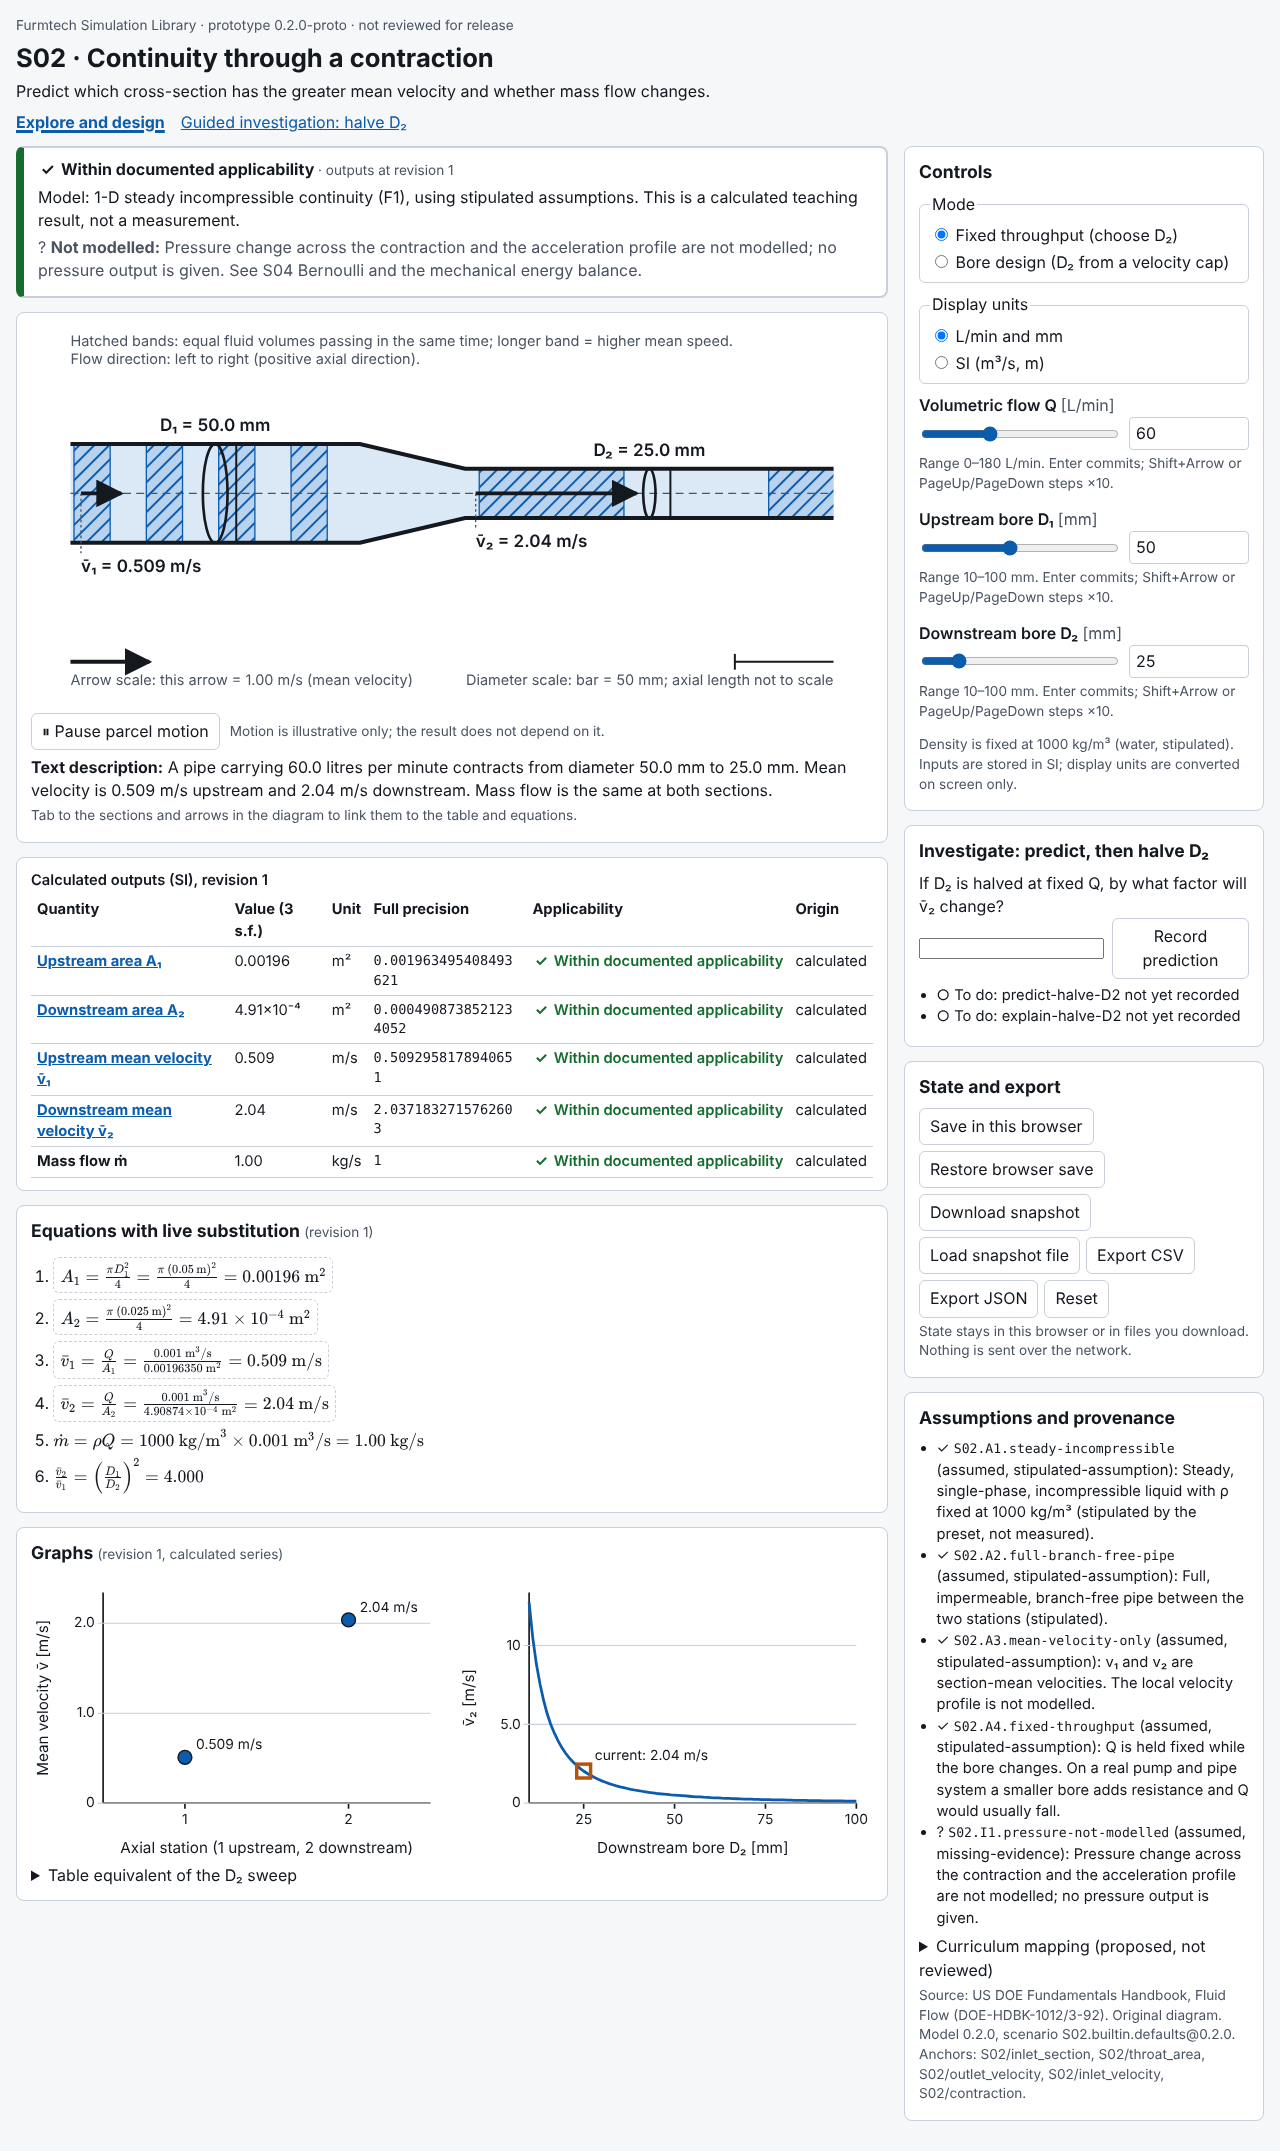 Furmtech Simulation Library · prototype 0.2.0-proto · not reviewed for release
S02 · Continuity through a contraction
Predict which cross-section has the greater mean velocity and whether mass flow changes.
Explore and design Guided investigation: halve D₂
✓ Within documented applicability · outputs at revision 1
Model: 1-D steady incompressible continuity (F1), using stipulated assumptions. This is a calculated teaching
result, not a measurement.
? Not modelled: Pressure change across the contraction and the acceleration profile are not modelled; no
pressure output is given. See S04 Bernoulli and the mechanical energy balance.
Hatched bands: equal fluid volumes passing in the same time; longer band = higher mean speed.
Flow direction: left to right (positive axial direction).
D₁ = 50.0 mm
D₂ = 25.0 mm
v̄₂ = 2.04 m/s
v̄₁ = 0.509 m/s
Arrow scale: this arrow = 1.00 m/s (mean velocity)
Diameter scale: bar = 50 mm; axial length not to scale
⏸ Pause parcel motion Motion is illustrative only; the result does not depend on it.
Text description: A pipe carrying 60.0 litres per minute contracts from diameter 50.0 mm to 25.0 mm. Mean
velocity is 0.509 m/s upstream and 2.04 m/s downstream. Mass flow is the same at both sections.
Tab to the sections and arrows in the diagram to link them to the table and equations.
Calculated outputs (SI), revision 1
Quantity Value (3 Unit Full precision Applicability Origin
s.f.)
Upstream area A₁ 0.00196 m² 0.001963495408493 ✓ Within documented applicability calculated
621
Downstream area A₂ 4.91×10⁻⁴ m² 0.000490873852123 ✓ Within documented applicability calculated
4052
Upstream mean velocity 0.509 m/s 0.509295817894065 ✓ Within documented applicability calculated
v̄₁ 1
Downstream mean 2.04 m/s 2.037183271576260 ✓ Within documented applicability calculated
velocity v̄₂ 3
Mass flow ṁ 1.00 kg/s 1 ✓ Within documented applicability calculated
Equations with live substitution (revision 1)
1. A₁ = πD₁²/4 = π (0.05 m)²/4 = 0.00196 m²
2. A₂ = π (0.025 m)²/4 = 4.91 × 10⁻⁴ m²
3. v̄₁ = Q/A₁ = 0.001 m³/s / 0.00196350 m² = 0.509 m/s
4. v̄₂ = Q/A₂ = 0.001 m³/s / 4.90874×10⁻⁴ m² = 2.04 m/s
5. ṁ = ρQ = 1000 kg/m³ × 0.001 m³/s = 1.00 kg/s
6. v̄₂/v̄₁ = (D₁/D₂)² = 4.000
Graphs (revision 1, calculated series)
Mean velocity v̄ [m/s]
2.0
1.0
0
2.04 m/s
0.509 m/s
1 2
Axial station (1 upstream, 2 downstream)
v̄₂ [m/s]
10
5.0
0
current: 2.04 m/s
25 50 75 100
Downstream bore D₂ [mm]
▶ Table equivalent of the D₂ sweep
Controls
Mode
Fixed throughput (choose D₂)
Bore design (D₂ from a velocity cap)
Display units
L/min and mm
SI (m³/s, m)
Volumetric flow Q [L/min]
60
Range 0–180 L/min. Enter commits; Shift+Arrow or
PageUp/PageDown steps ×10.
Upstream bore D₁ [mm]
50
Range 10–100 mm. Enter commits; Shift+Arrow or
PageUp/PageDown steps ×10.
Downstream bore D₂ [mm]
25
Range 10–100 mm. Enter commits; Shift+Arrow or
PageUp/PageDown steps ×10.
Density is fixed at 1000 kg/m³ (water, stipulated).
Inputs are stored in SI; display units are converted
on screen only.
Investigate: predict, then halve D₂
If D₂ is halved at fixed Q, by what factor will
v̄₂ change?
Record
prediction
• ○ To do: predict-halve-D2 not yet recorded
• ○ To do: explain-halve-D2 not yet recorded
State and export
Save in this browser
Restore browser save
Download snapshot
Load snapshot file Export CSV
Export JSON Reset
State stays in this browser or in files you download.
Nothing is sent over the network.
Assumptions and provenance
• ✓ S02.A1.steady-incompressible
(assumed, stipulated-assumption): Steady,
single-phase, incompressible liquid with ρ
fixed at 1000 kg/m³ (stipulated by the
preset, not measured).
• ✓ S02.A2.full-branch-free-pipe
(assumed, stipulated-assumption): Full,
impermeable, branch-free pipe between the
two stations (stipulated).
• ✓ S02.A3.mean-velocity-only (assumed,
stipulated-assumption): v₁ and v₂ are
section-mean velocities. The local velocity
profile is not modelled.
• ✓ S02.A4.fixed-throughput (assumed,
stipulated-assumption): Q is held fixed while
the bore changes. On a real pump and pipe
system a smaller bore adds resistance and Q
would usually fall.
• ? S02.I1.pressure-not-modelled (assumed,
missing-evidence): Pressure change across
the contraction and the acceleration profile
are not modelled; no pressure output is
given.
▶ Curriculum mapping (proposed, not
reviewed)
Source: US DOE Fundamentals Handbook, Fluid
Flow (DOE-HDBK-1012/3-92). Original diagram.
Model 0.2.0, scenario S02.builtin.defaults@0.2.0.
Anchors: S02/inlet_section, S02/throat_area,
S02/outlet_velocity, S02/inlet_velocity,
S02/contraction.